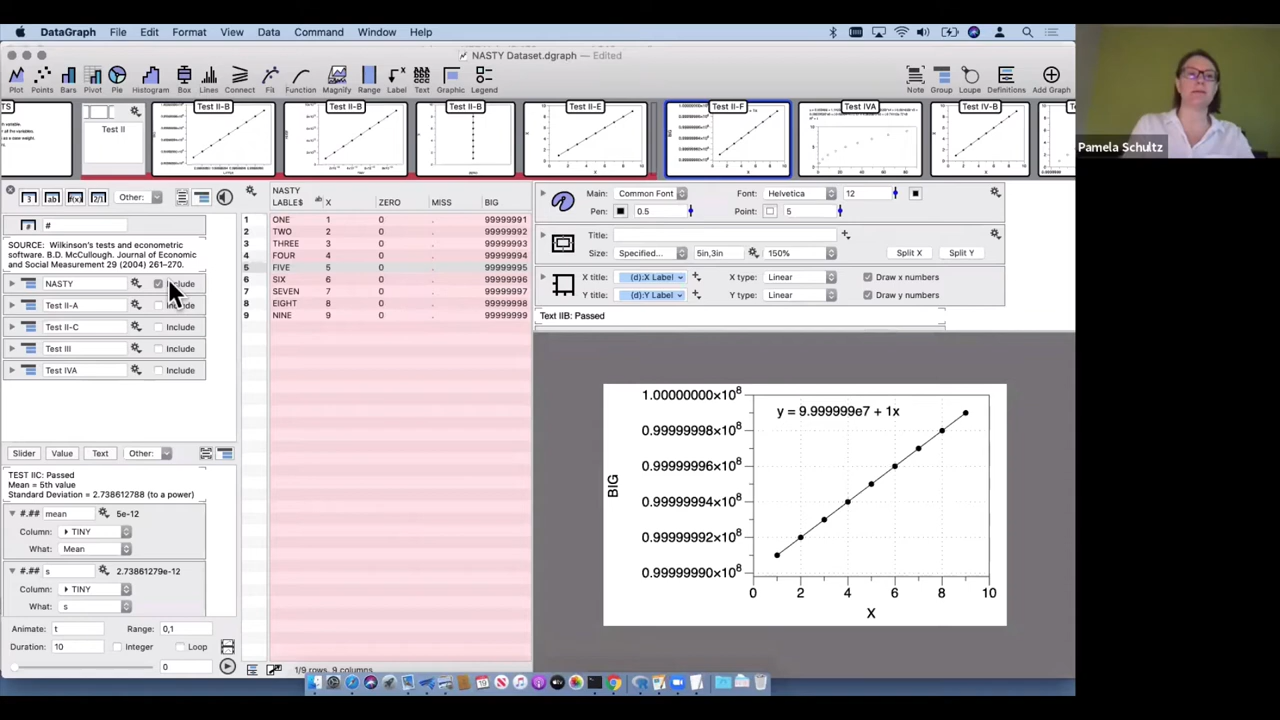 DataGraph File Edit Format View Data Command Window Help
NASTY Dataset.dgraph — Edited
Plot Points Bars Pivot Pie Histogram Box Lines Connect Fit Function Magnify Range Label Text Graphic Legend Note Group Loupe Definitions Add Graph
Test II
Test II-B
Test II-B
Test II-B
Test II-E
Test II-F
Test IVA
Test IV-B
Pamela Schultz
Other:
#
SOURCE: Wilkinson's tests and econometric
software. B.D. McCullough. Journal of Economic
and Social Measurement 29 (2004) 261–270.
NASTY Include
Test II-A Include
Test II-C Include
Test III Include
Test IVA Include
Slider Value Text Other:
TEST IIC: Passed
Mean = 5th value
Standard Deviation = 2.738612788 (to a power)
#.## mean 5e-12
Column: TINY
What: Mean
#.## s 2.73861279e-12
Column: TINY
What: s
Animate: t Range: 0,1
Duration: 10 Integer Loop
0
NASTY
LABLE$ X ZERO MISS BIG
1 ONE 1 0 . 99999991
2 TWO 2 0 . 99999992
3 THREE 3 0 . 99999993
4 FOUR 4 0 . 99999994
5 FIVE 5 0 . 99999995
6 SIX 6 0 . 99999996
7 SEVEN 7 0 . 99999997
8 EIGHT 8 0 . 99999998
9 NINE 9 0 . 99999999
1/9 rows, 9 columns
Main: Common Font Font: Helvetica 12
Pen: 0.5 Point: 5
Title:
Size: Specified... 5in,3in 150% Split X Split Y
X title: (d):X Label X type: Linear Draw x numbers
Y title: (d):Y Label Y type: Linear Draw y numbers
Text IIB: Passed
y = 9.999999e7 + 1x
1.00000000×10⁸
0.99999998×10⁸
0.99999996×10⁸
0.99999994×10⁸
0.99999992×10⁸
0.99999990×10⁸
BIG
0 2 4 6 8 10
X